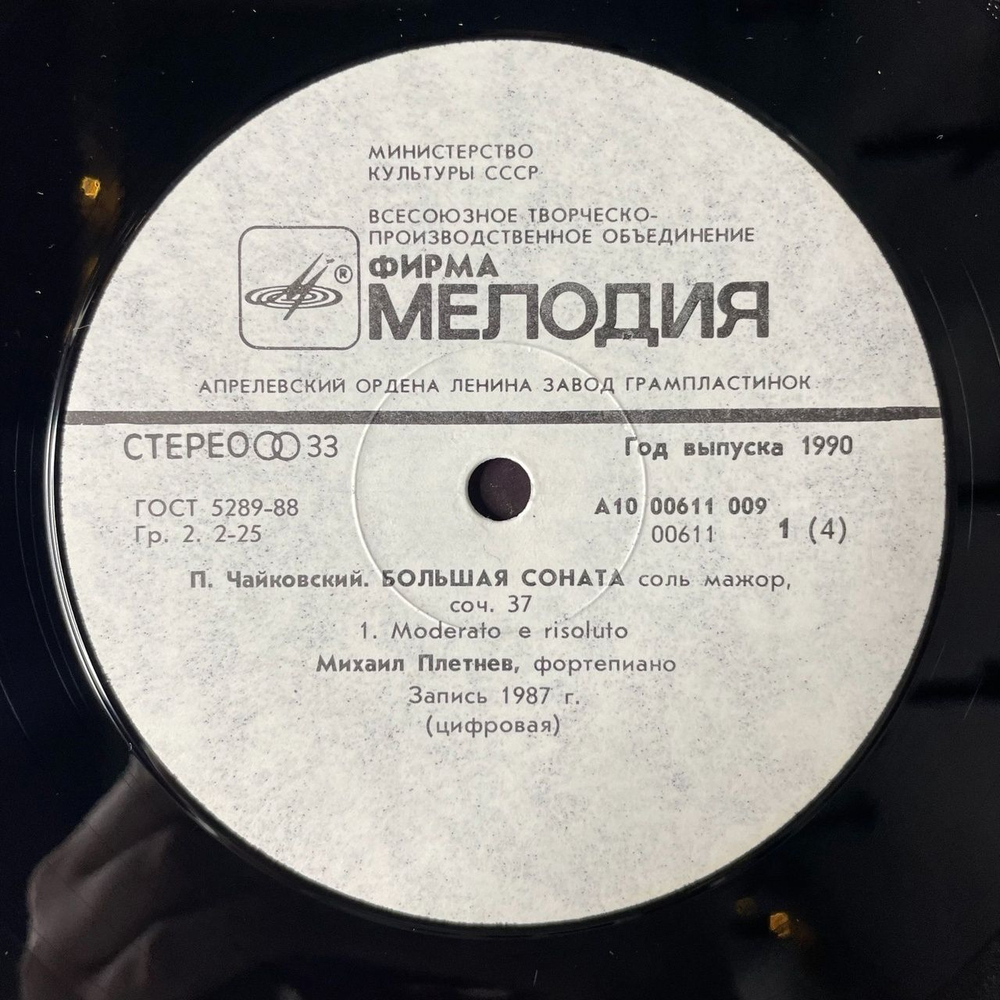 МИНИСТЕРСТВО
КУЛЬТУРЫ СССР
ВСЕСОЮЗНОЕ ТВОРЧЕСКО-
ПРОИЗВОДСТВЕННОЕ ОБЪЕДИНЕНИЕ
ФИРМА
®
МЕЛОДИЯ
АПРЕЛЕВСКИЙ ОРДЕНА ЛЕНИНА ЗАВОД ГРАМПЛАСТИНОК
СТЕРЕО 33 Год выпуска 1990
ГОСТ 5289-88 А10 00611 009
Гр. 2. 2-25 00611 1 (4)
П. Чайковский. БОЛЬШАЯ СОНАТА соль мажор,
соч. 37
1. Moderato e risoluto
Михаил Плетнев, фортепиано
Запись 1987 г.
(цифровая)